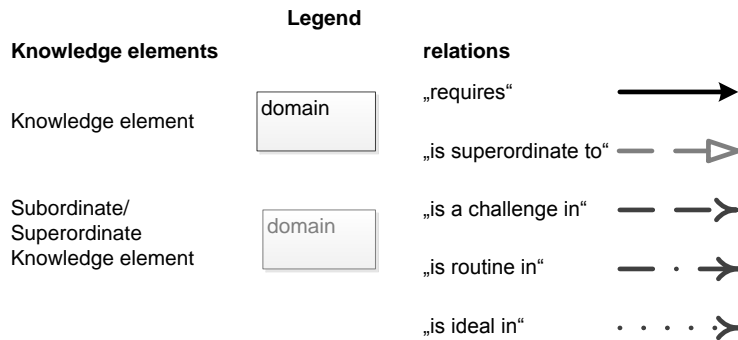 Legend
Knowledge elements
relations
Knowledge element
domain
„requires“
„is superordinate to“
Subordinate/
Superordinate
Knowledge element
domain
„is a challenge in“
„is routine in“
„is ideal in“